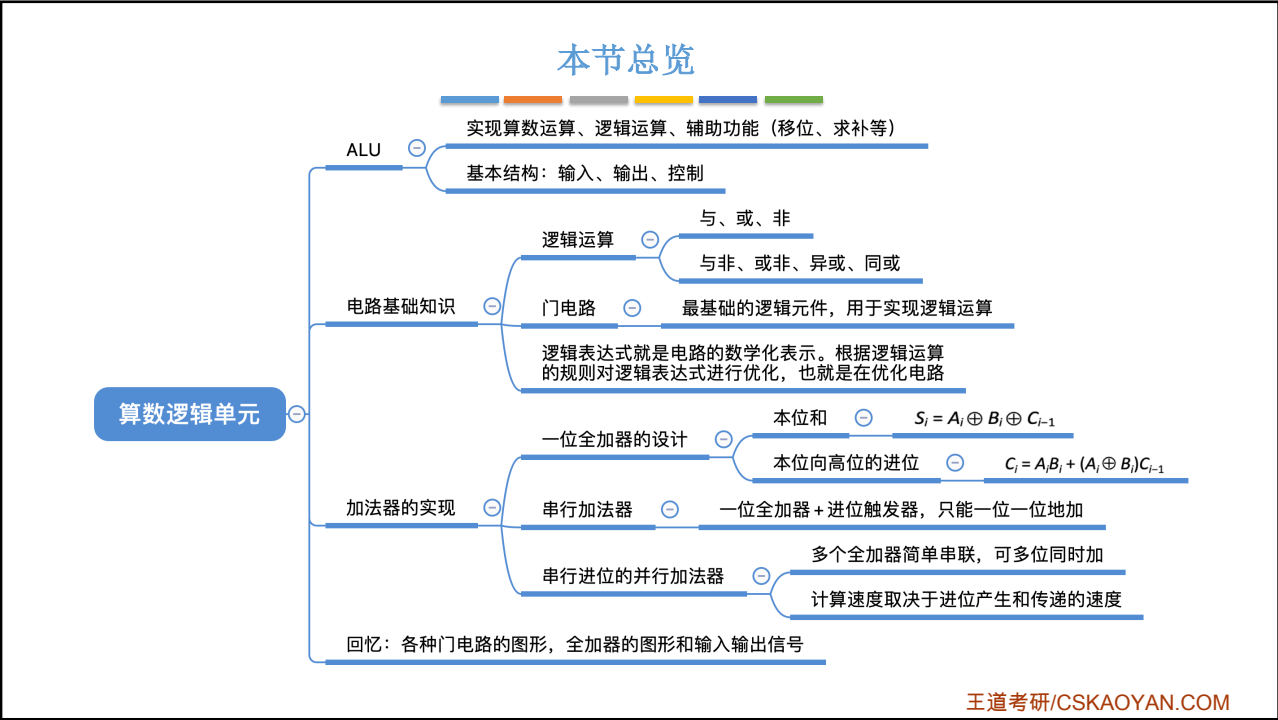 本节总览
ALU
实现算数运算、逻辑运算、辅助功能（移位、求补等）
基本结构：输入、输出、控制
电路基础知识
逻辑运算
与、或、非
与非、或非、异或、同或
门电路
最基础的逻辑元件，用于实现逻辑运算
逻辑表达式就是电路的数学化表示。根据逻辑运算
的规则对逻辑表达式进行优化，也就是在优化电路
算数逻辑单元
加法器的实现
一位全加器的设计
本位和
Sᵢ = Aᵢ ⊕ Bᵢ ⊕ Cᵢ₋₁
本位向高位的进位
Cᵢ = AᵢBᵢ + (Aᵢ ⊕ Bᵢ)Cᵢ₋₁
串行加法器
一位全加器 + 进位触发器，只能一位一位地加
串行进位的并行加法器
多个全加器简单串联，可多位同时加
计算速度取决于进位产生和传递的速度
回忆：各种门电路的图形，全加器的图形和输入输出信号
王道考研/CSKAOYAN.COM